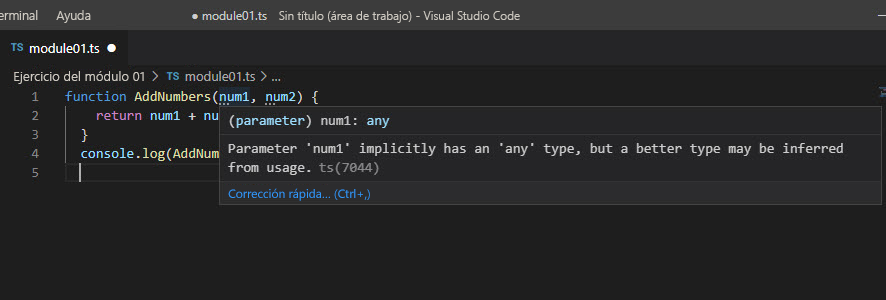 erminal Ayuda ● module01.ts Sin título (área de trabajo) - Visual Studio Code
TS module01.ts ●
Ejercicio del módulo 01 > TS module01.ts > ...
1 function AddNumbers(num1, num2) {
2 return num1 + nu
3 }
4 console.log(AddNum
5
(parameter) num1: any
Parameter 'num1' implicitly has an 'any' type, but a better type may be inferred
from usage. ts(7044)
Corrección rápida... (Ctrl+,)